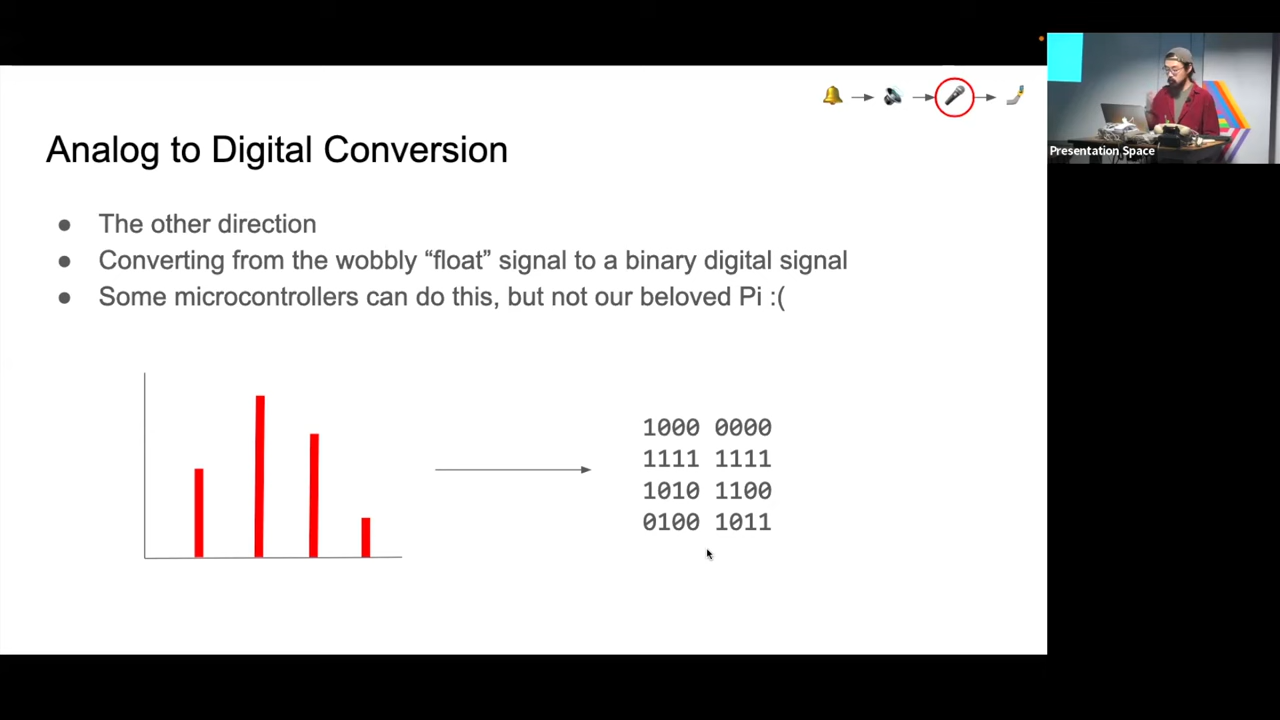 Analog to Digital Conversion
● The other direction
● Converting from the wobbly “float” signal to a binary digital signal
● Some microcontrollers can do this, but not our beloved Pi :(
1000 0000
1111 1111
1010 1100
0100 1011
Presentation Space